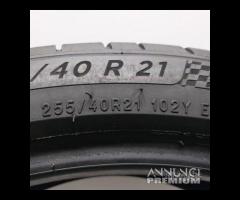 /40 R 21
255/40R21 102Y E
ANNUNCI
PREMIUM